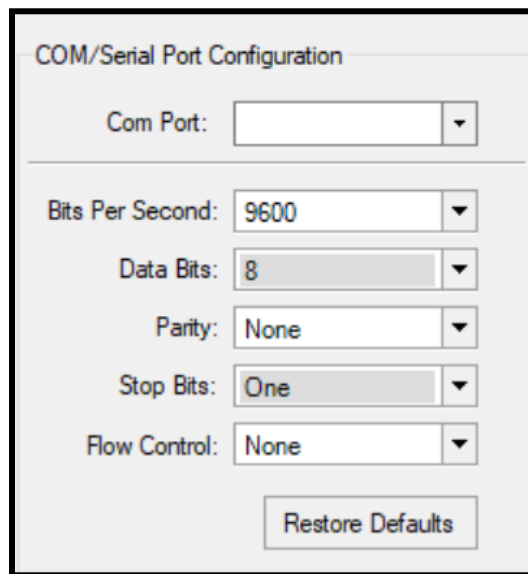 COM/Serial Port Configuration
Com Port:
Bits Per Second: 9600
Data Bits: 8
Parity: None
Stop Bits: One
Flow Control: None
Restore Defaults